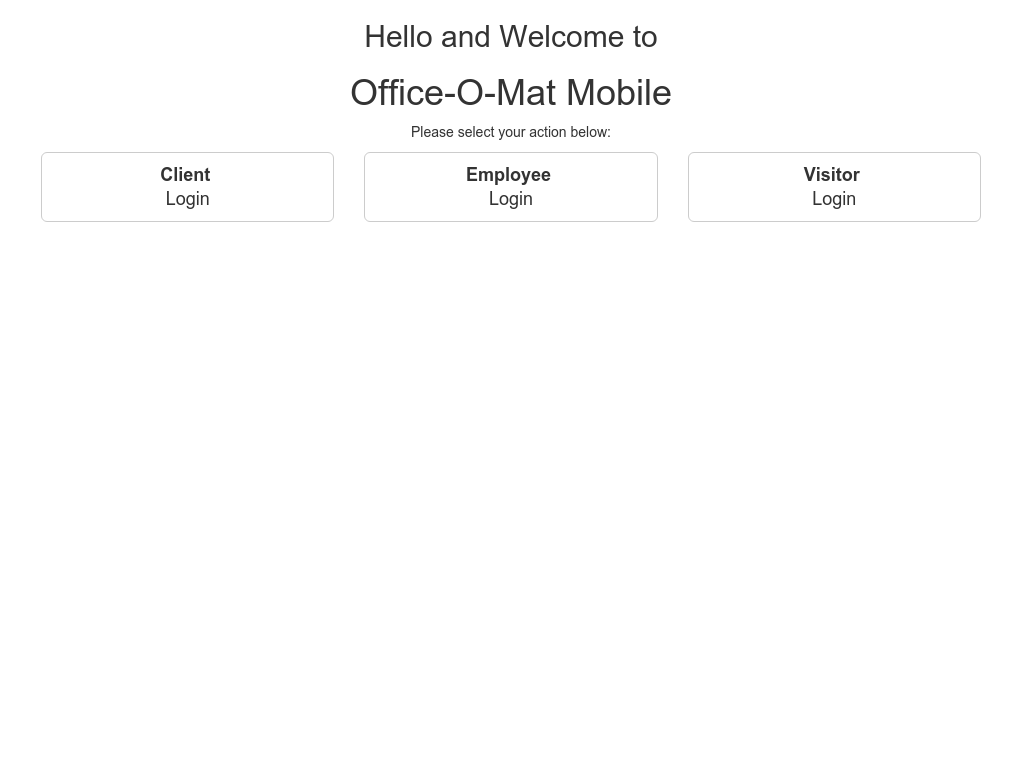 Hello and Welcome to
Office-O-Mat Mobile
Please select your action below:
Client
Login
Employee
Login
Visitor
Login